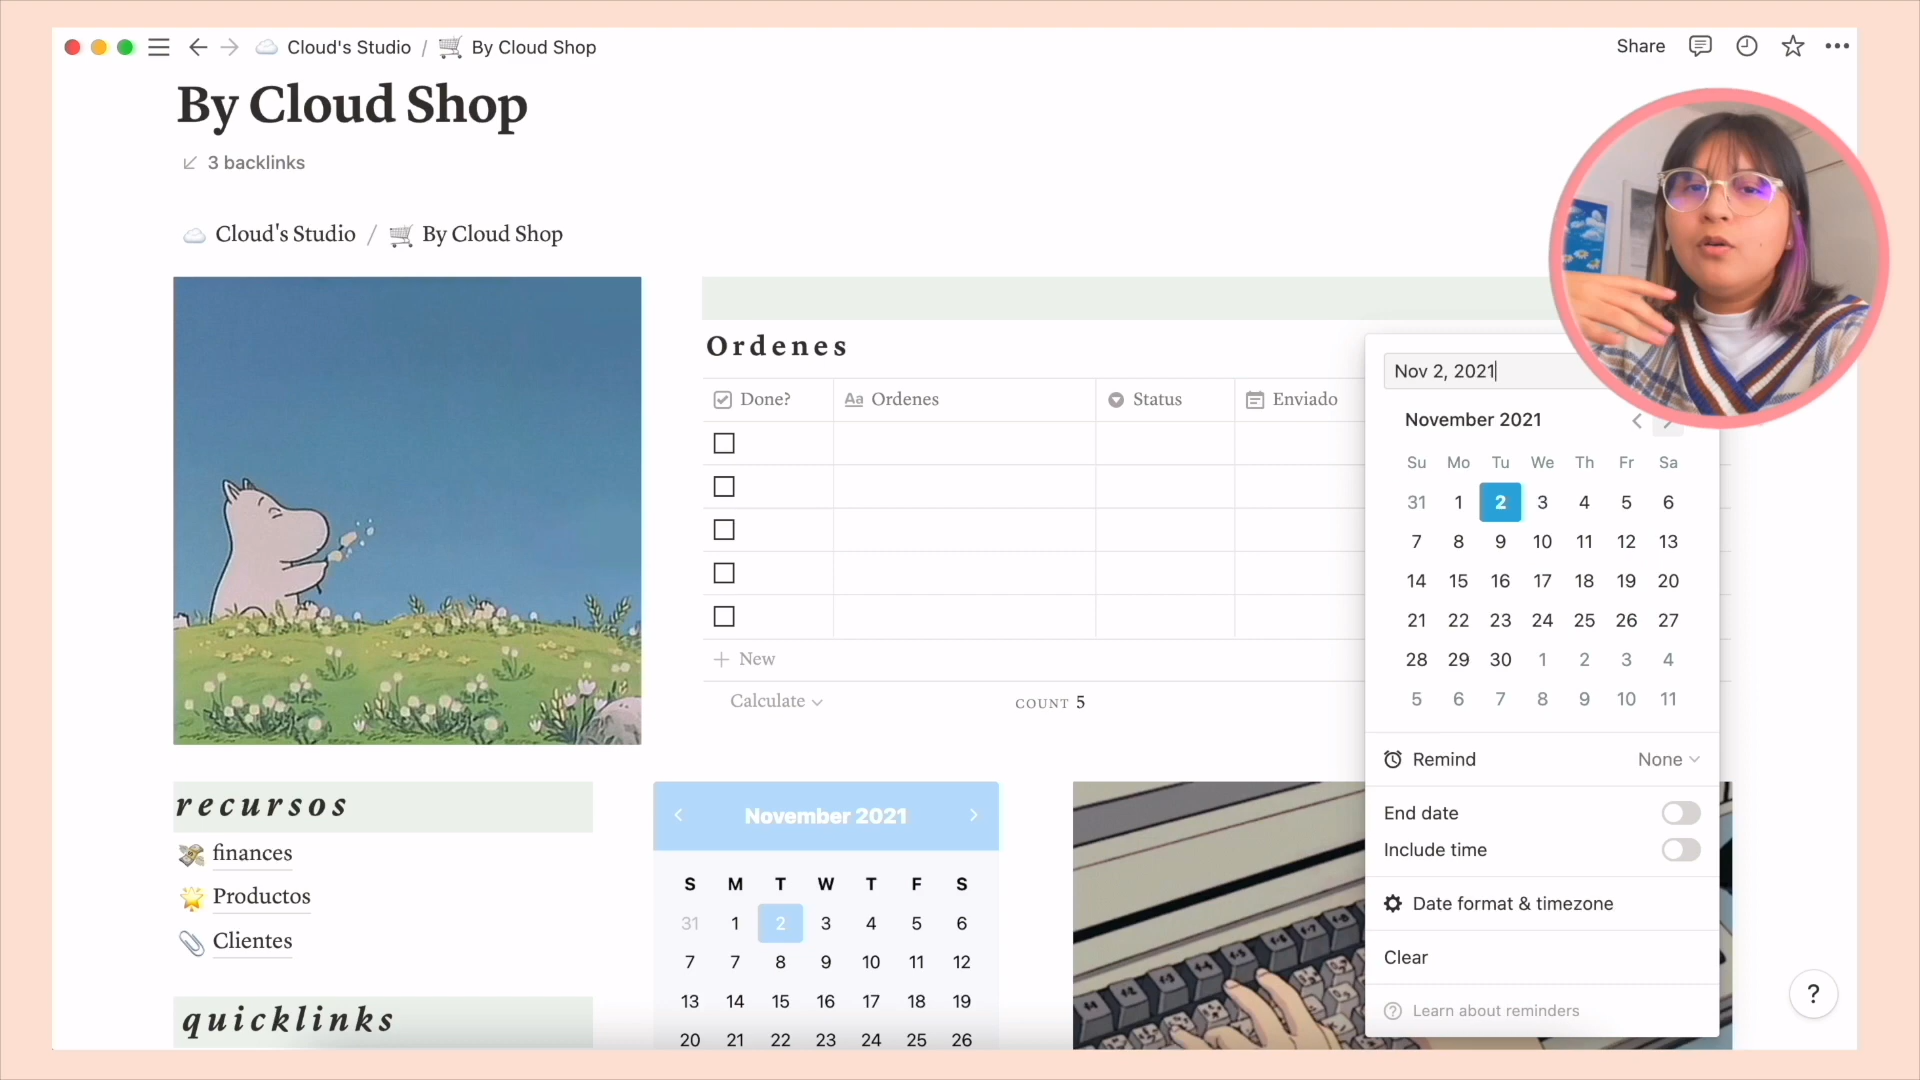 Cloud's Studio / By Cloud Shop
Share
By Cloud Shop
3 backlinks
Cloud's Studio / By Cloud Shop
Ordenes
Done? Aa Ordenes Status Enviado
+ New
Calculate COUNT 5
Nov 2, 2021
November 2021
Su Mo Tu We Th Fr Sa
31 1 2 3 4 5 6
7 8 9 10 11 12 13
14 15 16 17 18 19 20
21 22 23 24 25 26 27
28 29 30 1 2 3 4
5 6 7 8 9 10 11
Remind None
End date
Include time
Date format & timezone
Clear
? Learn about reminders
recursos
finances
Productos
Clientes
quicklinks
November 2021
S M T W T F S
31 1 2 3 4 5 6
7 7 8 9 10 11 12
13 14 15 16 17 18 19
20 21 22 23 24 25 26
?